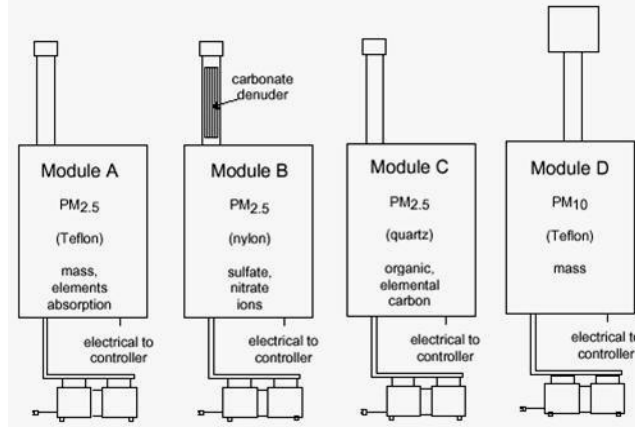 carbonate
denuder
Module A
PM2.5
(Teflon)
mass,
elements
absorption
electrical to
controller
Module B
PM2.5
(nylon)
sulfate,
nitrate
ions
electrical to
controller
Module C
PM2.5
(quartz)
organic,
elemental
carbon
electrical to
controller
Module D
PM10
(Teflon)
mass
electrical to
controller